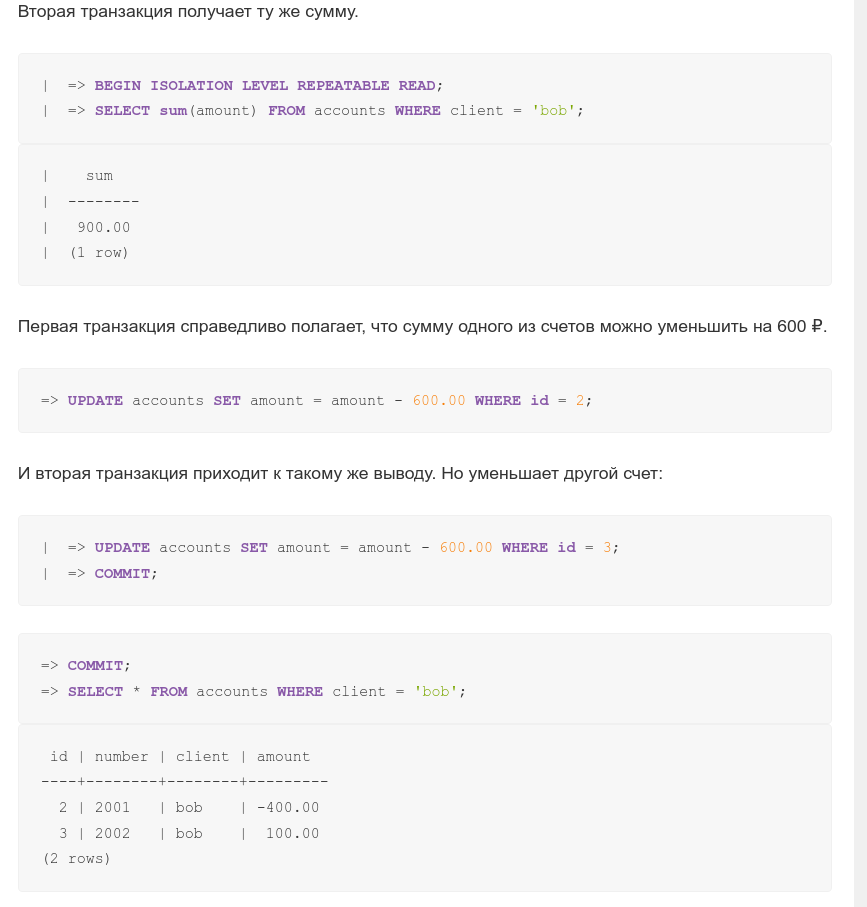 Вторая транзакция получает ту же сумму.
|  => BEGIN ISOLATION LEVEL REPEATABLE READ;
|  => SELECT sum(amount) FROM accounts WHERE client = 'bob';
|    sum
|  --------
|   900.00
|  (1 row)
Первая транзакция справедливо полагает, что сумму одного из счетов можно уменьшить на 600 ₽.
=> UPDATE accounts SET amount = amount - 600.00 WHERE id = 2;
И вторая транзакция приходит к такому же выводу. Но уменьшает другой счет:
|  => UPDATE accounts SET amount = amount - 600.00 WHERE id = 3;
|  => COMMIT;
=> COMMIT;
=> SELECT * FROM accounts WHERE client = 'bob';
 id | number | client | amount
----+--------+--------+---------
  2 | 2001   | bob    | -400.00
  3 | 2002   | bob    |  100.00
(2 rows)